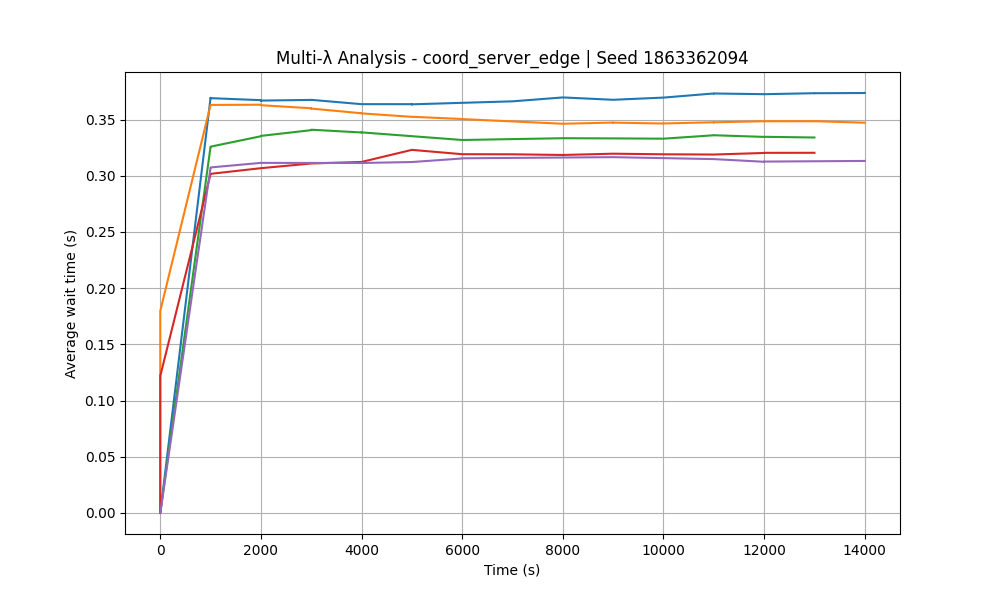 Multi-λ Analysis - coord_server_edge | Seed 1863362094
Average wait time (s)
0.35
0.30
0.25
0.20
0.15
0.10
0.05
0.00
0 2000 4000 6000 8000 10000 12000 14000
Time (s)